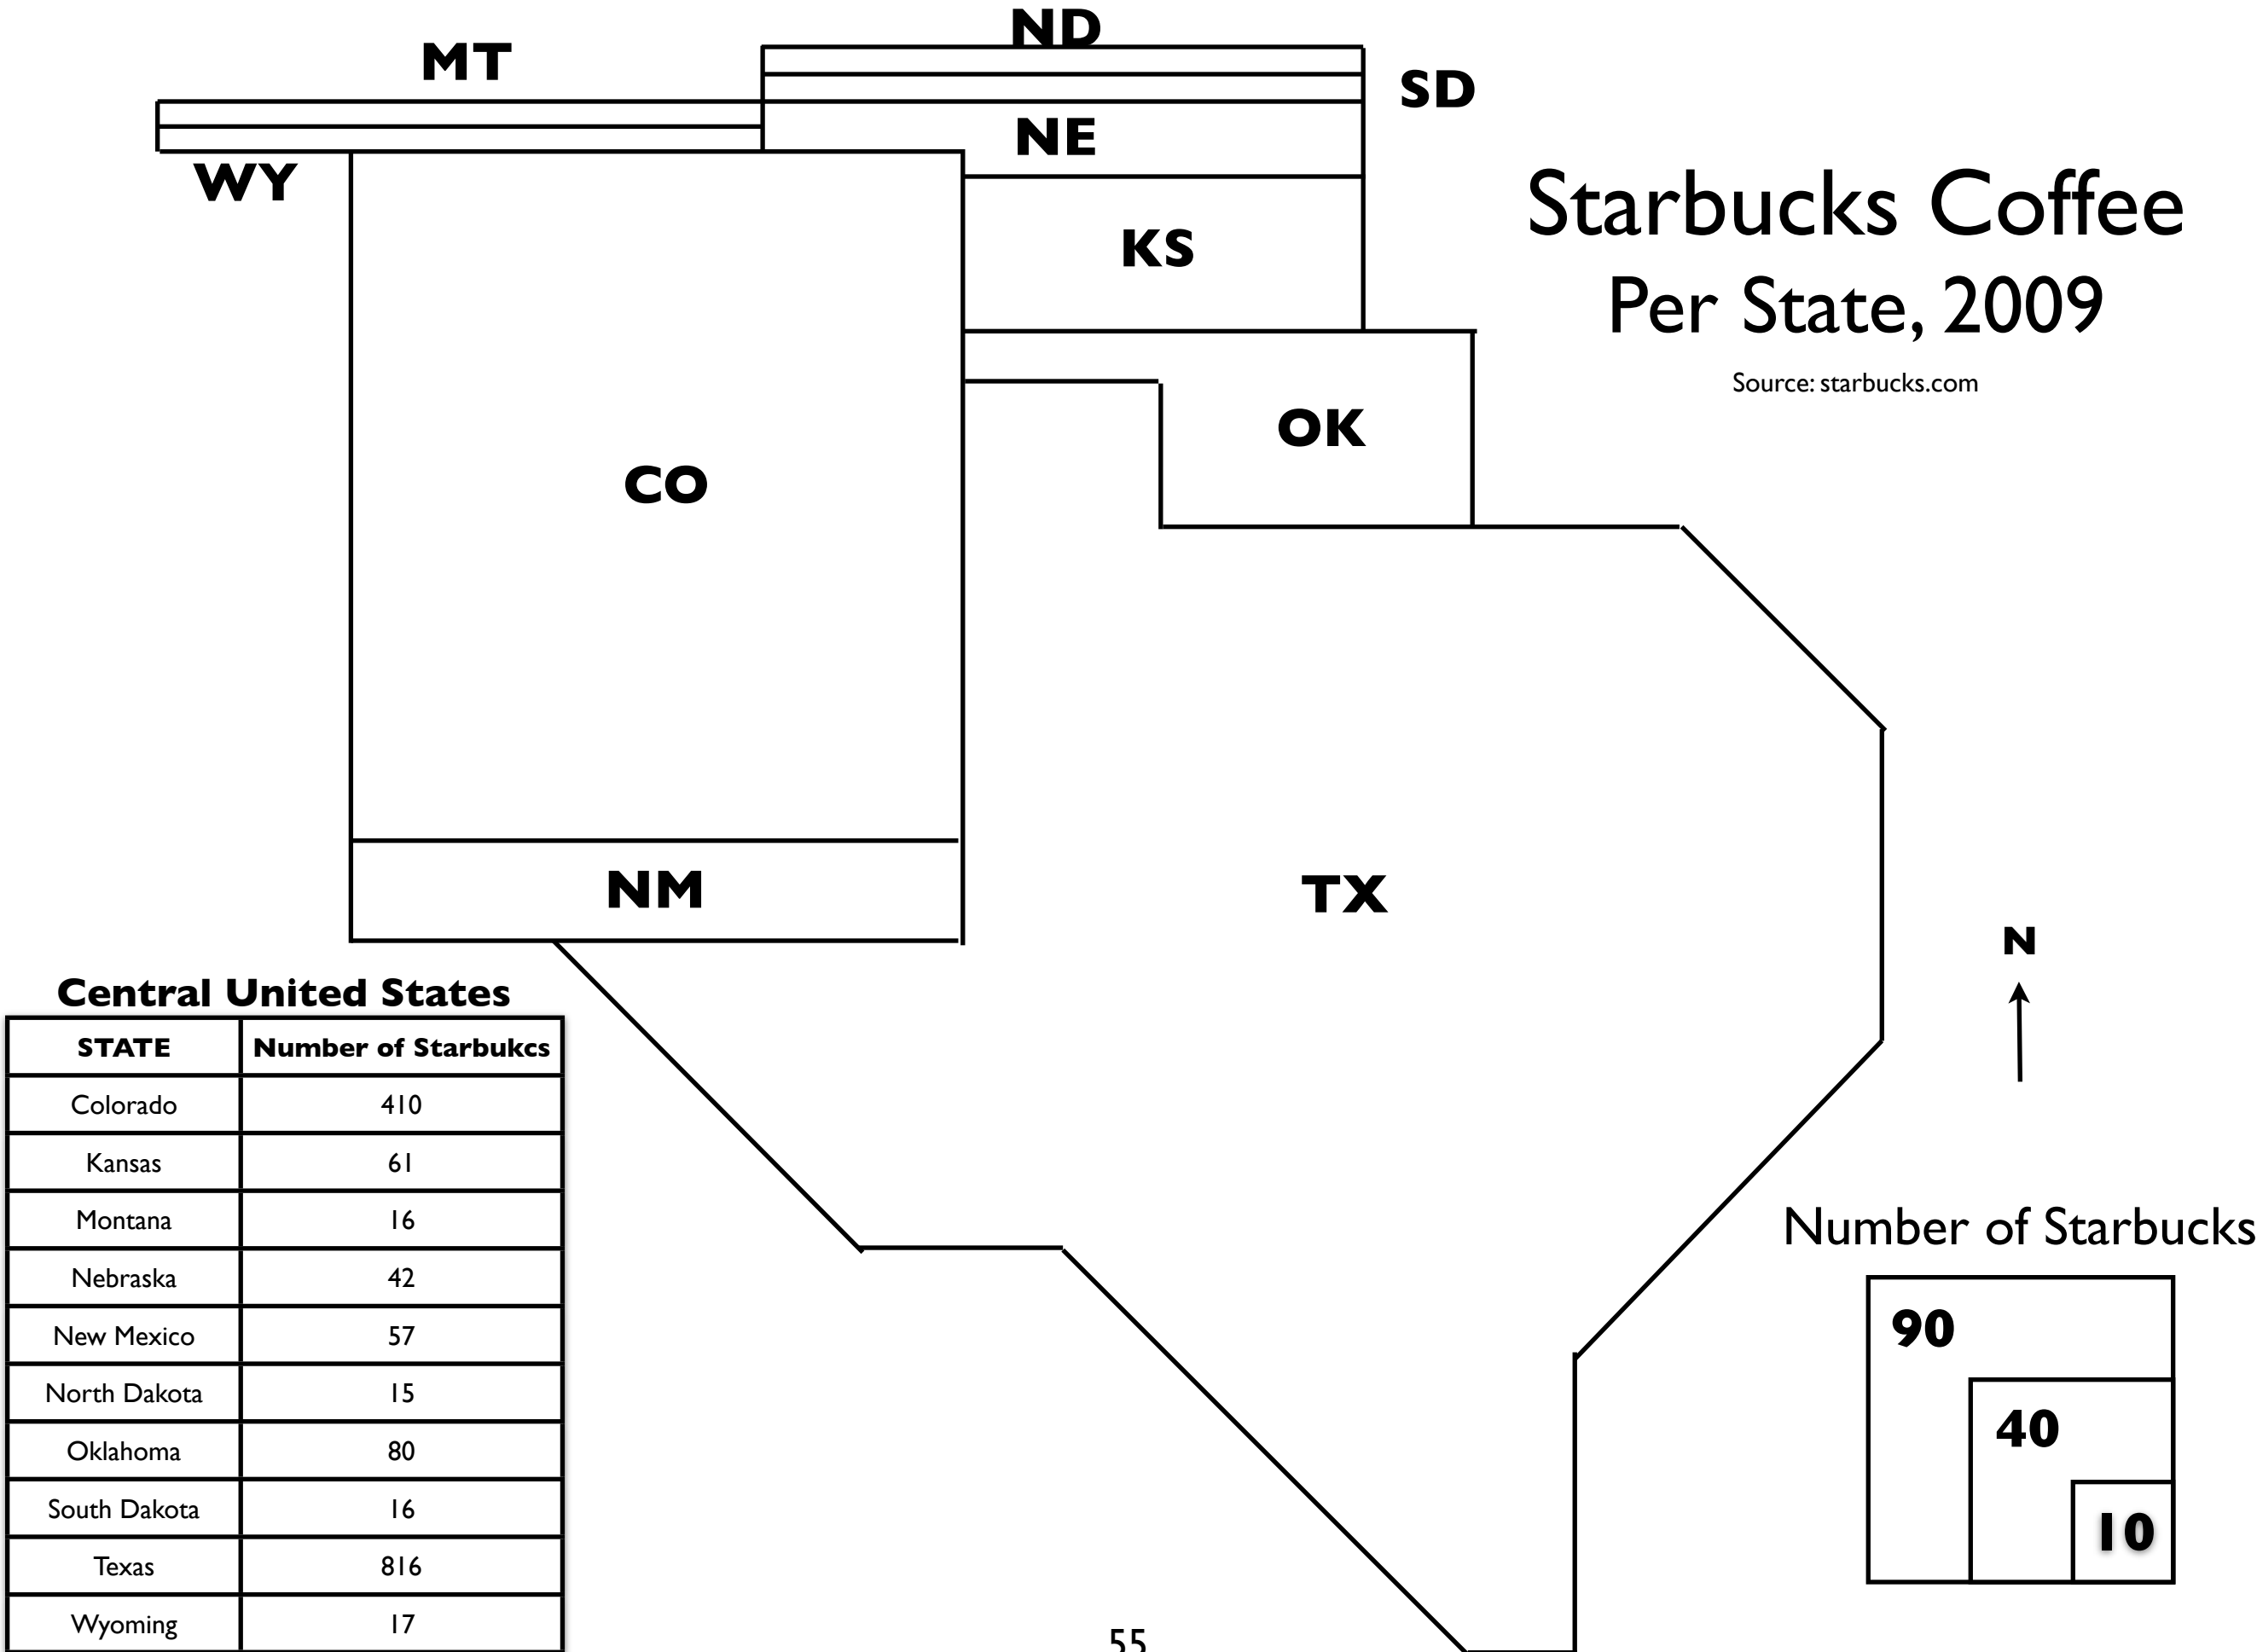 ND
MT
SD
NE
WY
Starbucks Coffee
Per State, 2009
Source: starbucks.com
KS
OK
CO
NM
TX
N
Central United States
STATE Number of Starbukcs
Colorado 410
Kansas 61
Montana 16
Nebraska 42
New Mexico 57
North Dakota 15
Oklahoma 80
South Dakota 16
Texas 816
Wyoming 17
Number of Starbucks
90
40
10
55